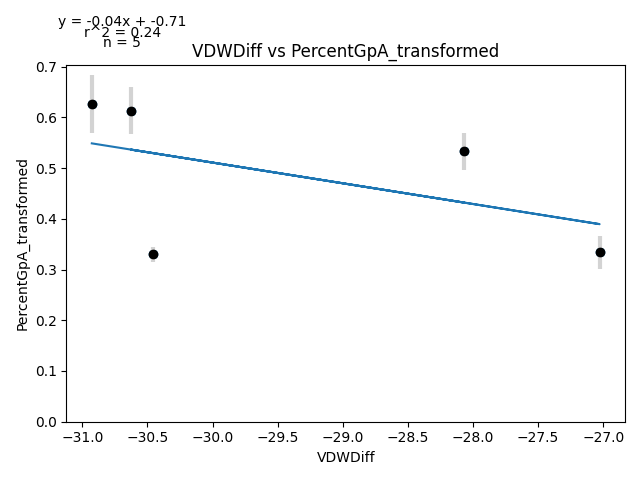 y = -0.04x + -0.71
r^2 = 0.24
n = 5
VDWDiff vs PercentGpA_transformed
0.7
0.6
0.5
0.4
0.3
0.2
0.1
0.0
PercentGpA_transformed
−31.0 −30.5 −30.0 −29.5 −29.0 −28.5 −28.0 −27.5 −27.0
VDWDiff